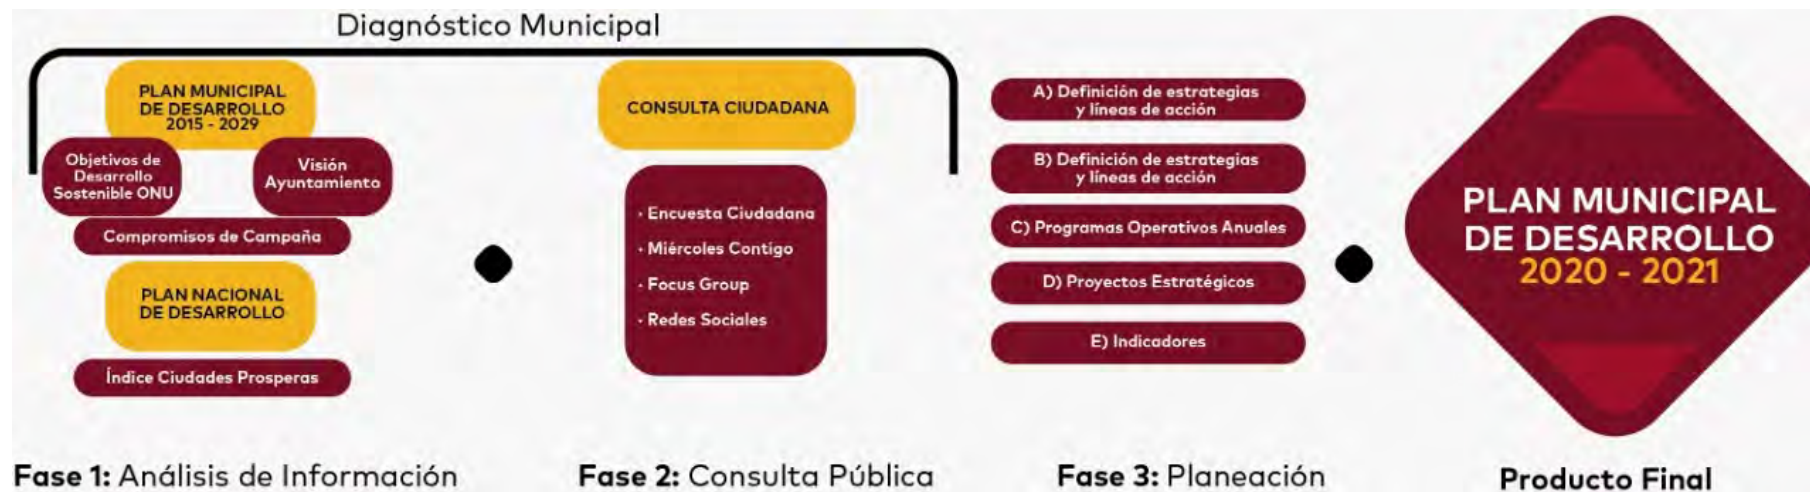 Diagnóstico Municipal
PLAN MUNICIPAL
DE DESARROLLO
2015 - 2029
Objetivos de
Desarrollo
Sostenible ONU
Visión
Ayuntamiento
Compromisos de Campaña
PLAN NACIONAL
DE DESARROLLO
Índice Ciudades Prosperas
Fase 1: Análisis de Información
CONSULTA CIUDADANA
· Encuesta Ciudadana
· Miércoles Contigo
· Focus Group
· Redes Sociales
Fase 2: Consulta Pública
A) Definición de estrategias
y líneas de acción
B) Definición de estrategias
y líneas de acción
C) Programas Operativos Anuales
D) Proyectos Estratégicos
E) Indicadores
Fase 3: Planeación
PLAN MUNICIPAL
DE DESARROLLO
2020 - 2021
Producto Final